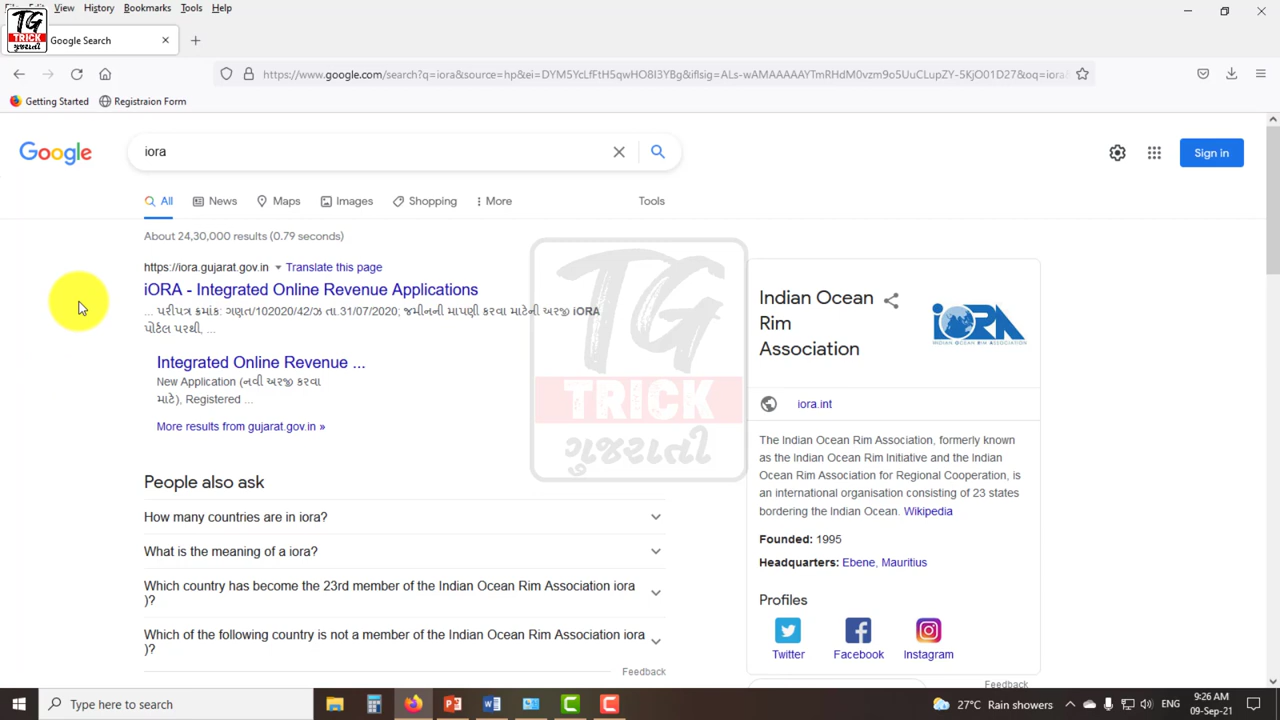 View History Bookmarks Tools Help
TG
TRICK
ગુજરાતી
Google Search
https://www.google.com/search?q=iora&source=hp&ei=DYM5YcLfFtH5qwHO8I3YBg&iflsig=ALs-wAMAAAAAYTmRHdM0vzm9o5UuCLupZY-5KjO01D27&oq=iora
Getting Started Registraion Form
Google
iora
Sign in
All News Maps Images Shopping More Tools
About 24,30,000 results (0.79 seconds)
https://iora.gujarat.gov.in Translate this page
iORA - Integrated Online Revenue Applications
... પરીપત્ર ક્રમાંક: ગણત/102020/42/ઝ તા.31/07/2020; જમીનની માપણી કરવા માટેની અરજી iORA
પોર્ટલ પરથી, ...
Integrated Online Revenue ...
New Application (નવી અરજી કરવા
માટે), Registered ...
More results from gujarat.gov.in »
People also ask
How many countries are in iora?
What is the meaning of a iora?
Which country has become the 23rd member of the Indian Ocean Rim Association iora
)?
Which of the following country is not a member of the Indian Ocean Rim Association iora
)?
Feedback
TG
TRICK
ગુજરાતી
Indian Ocean
Rim
Association
iORA
INDIAN OCEAN RIM ASSOCIATION
iora.int
The Indian Ocean Rim Association, formerly known
as the Indian Ocean Rim Initiative and the Indian
Ocean Rim Association for Regional Cooperation, is
an international organisation consisting of 23 states
bordering the Indian Ocean. Wikipedia
Founded: 1995
Headquarters: Ebene, Mauritius
Profiles
Twitter Facebook Instagram
Feedback
Type here to search
27°C Rain showers
ENG
9:26 AM
09-Sep-21